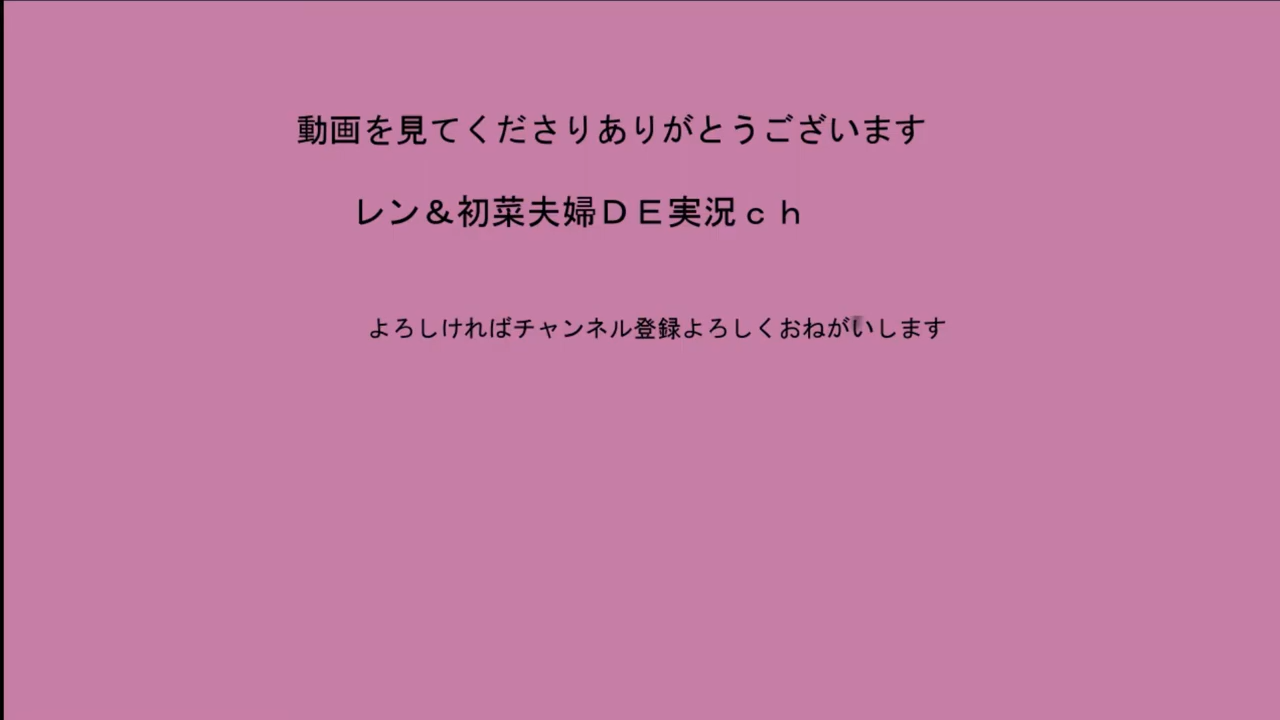 動画を見てくださりありがとうございます
レン＆初菜夫婦ＤＥ実況ｃｈ
よろしければチャンネル登録よろしくおねがいします